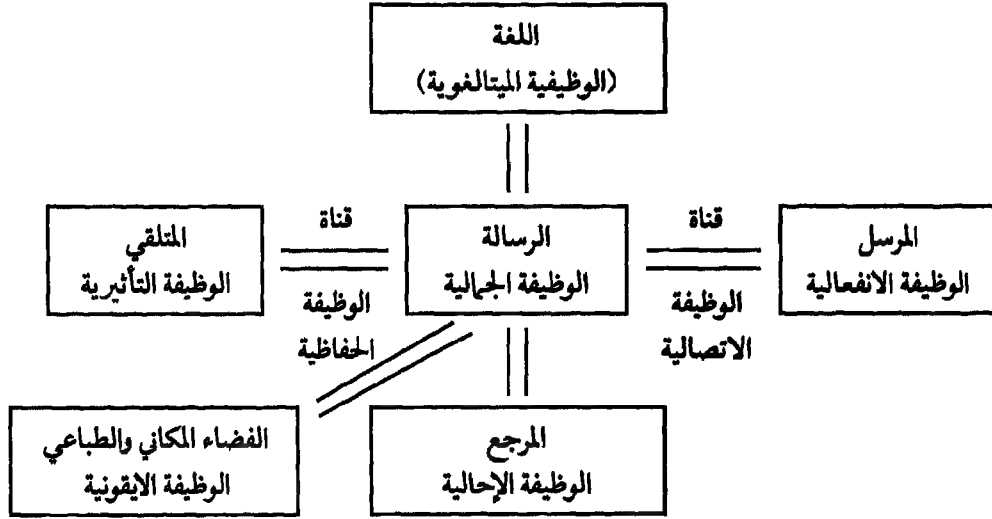 اللغة
(الوظيفية الميتالغوية)
المرسل
الوظيفة الانفعالية
قناة
الوظيفة
الاتصالية
الرسالة
الوظيفة الجمالية
قناة
الوظيفة
الحفاظية
المتلقي
الوظيفة التأثيرية
المرجع
الوظيفة الإحالية
الفضاء المكاني والطباعي
الوظيفة الايقونية